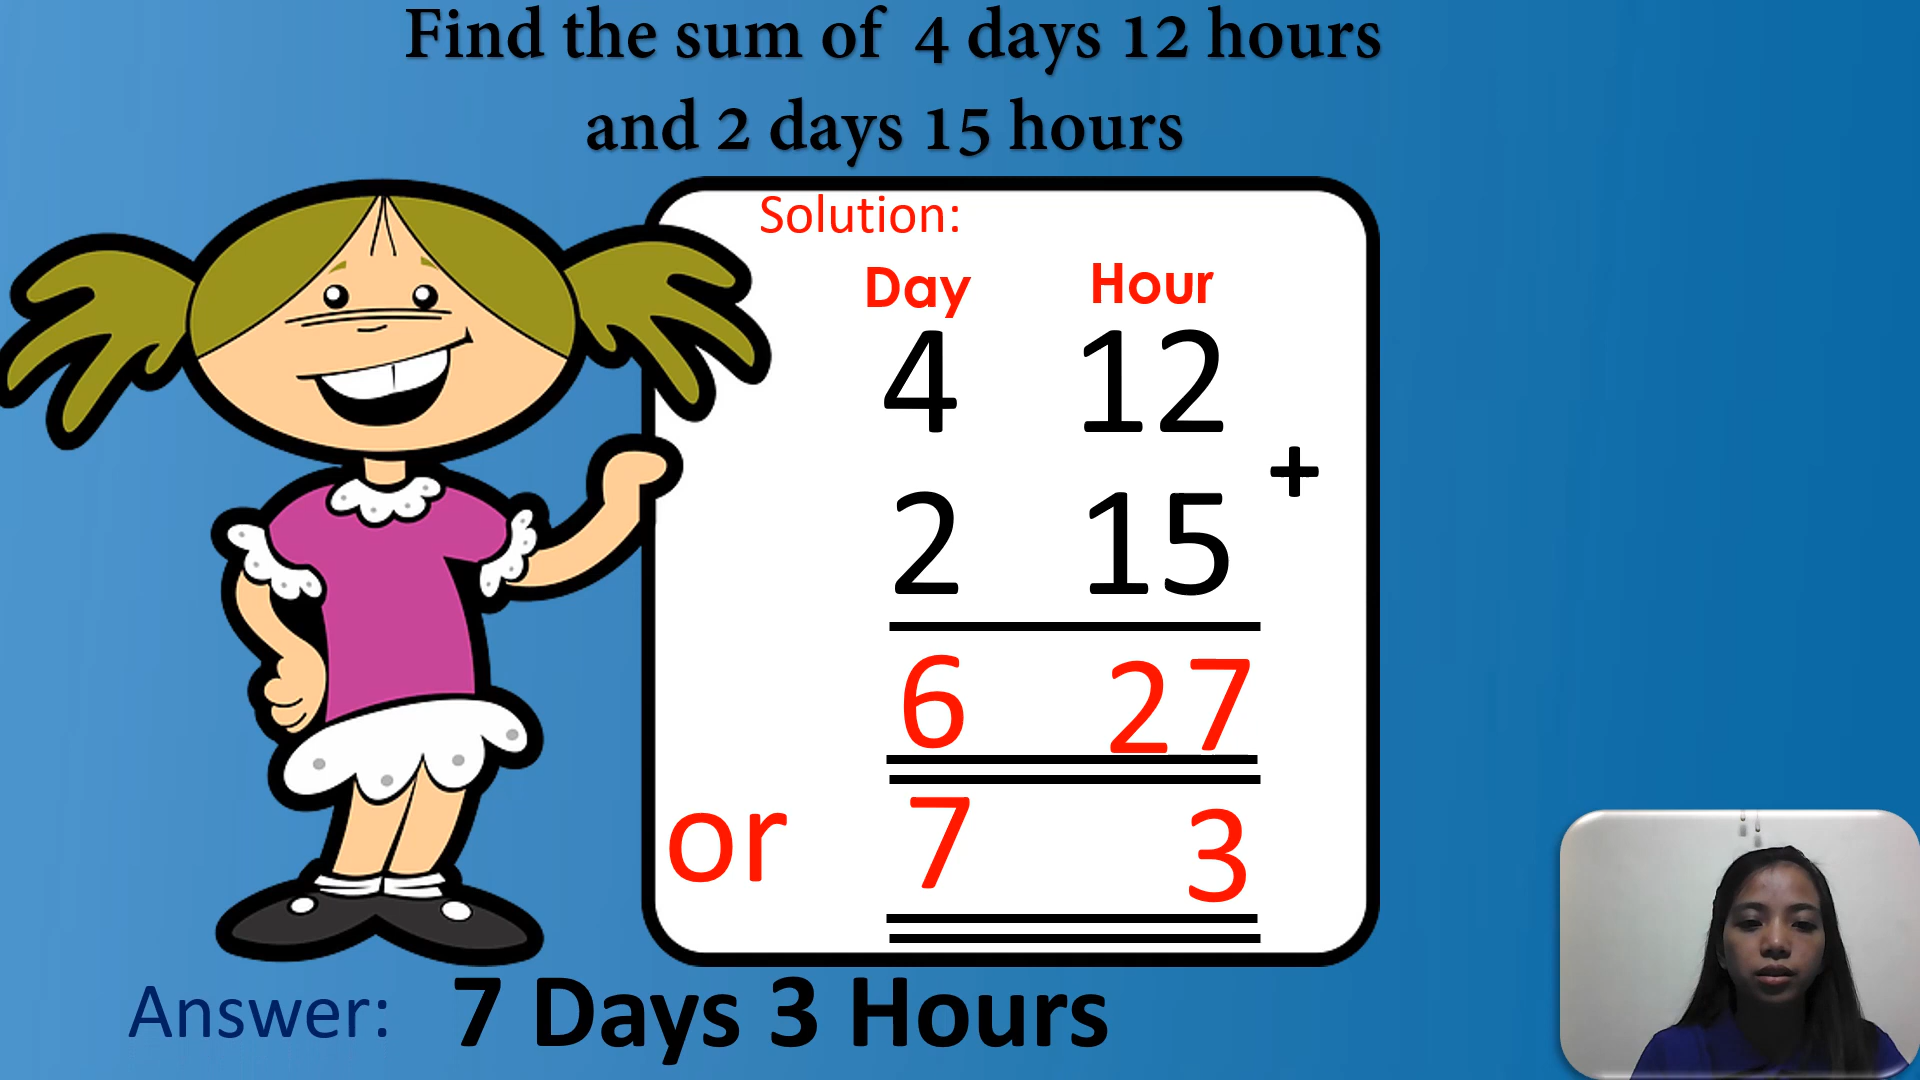 Find the sum of 4 days 12 hours
and 2 days 15 hours
Solution:
Day Hour
4 12
+
2 15
6 27
or 7 3
Answer: 7 Days 3 Hours